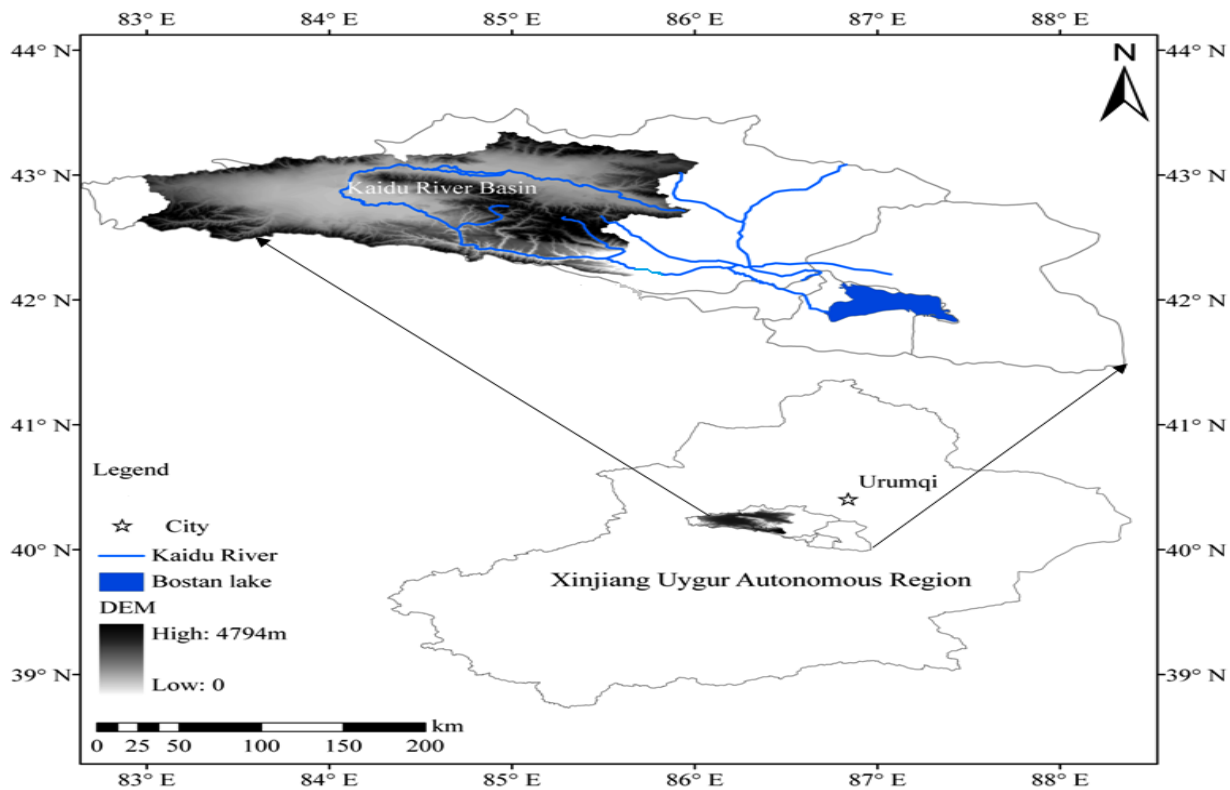 83° E 84° E 85° E 86° E 87° E 88° E
44° N 44° N
N
43° N 43° N
Kaidu River Basin
42° N 42° N
41° N 41° N
Legend
Urumqi
City
40° N 40° N
Kaidu River
Xinjiang Uygur Autonomous Region
Bostan lake
DEM
High: 4794m
39° N 39° N
Low: 0
km
0 25 50 100 150 200
83° E 84° E 85° E 86° E 87° E 88° E